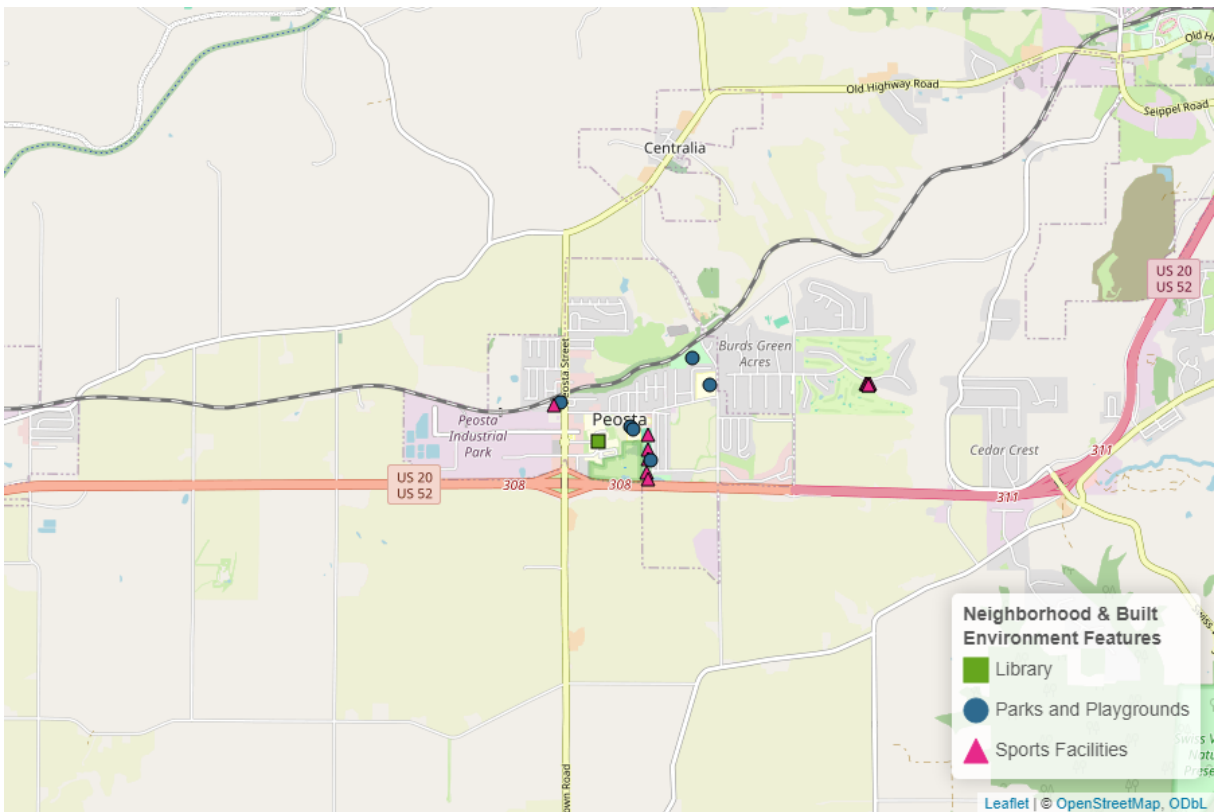 Old Highway Road
Seippel Road
Centralia
US 20
US 52
Peosta Street
Burds Green
Acres
Peosta
Peosta
Industrial
Park
Cedar Crest
311
US 20
US 52
308
308
311
Neighborhood & Built
Environment Features
Library
Parks and Playgrounds
Sports Facilities
own Road
Leaflet | © OpenStreetMap, ODbL